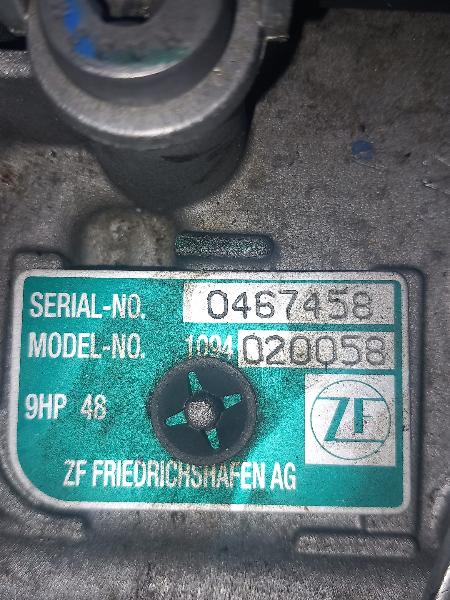 SERIAL-NO. 0467458
MODEL-NO. 1094 020058
9HP 48
ZF
ZF FRIEDRICHSHAFEN AG